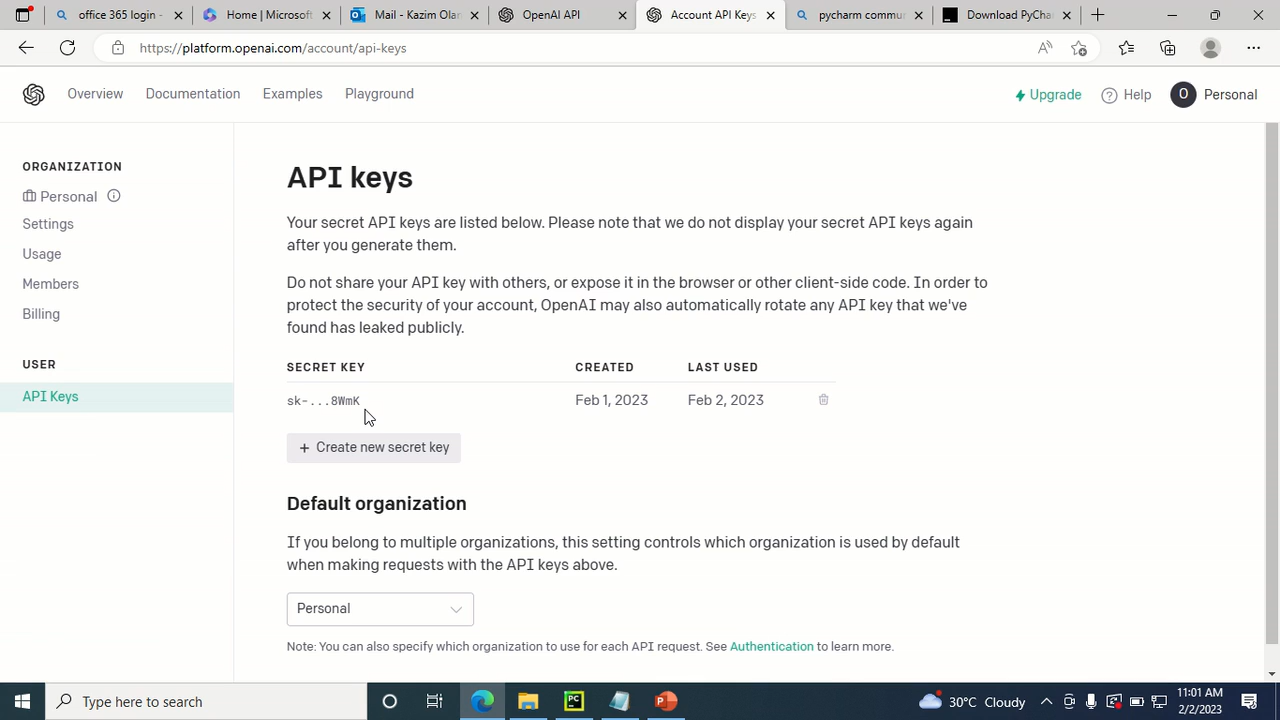 office 365 login -
Home | Microsof
Mail - Kazim Olan
OpenAI API
Account API Keys
pycharm commun
Download PyCha
https://platform.openai.com/account/api-keys
Overview Documentation Examples Playground
Upgrade Help O Personal
ORGANIZATION
Personal
Settings
Usage
Members
Billing
USER
API Keys
API keys
Your secret API keys are listed below. Please note that we do not display your secret API keys again
after you generate them.
Do not share your API key with others, or expose it in the browser or other client-side code. In order to
protect the security of your account, OpenAI may also automatically rotate any API key that we've
found has leaked publicly.
SECRET KEY CREATED LAST USED
sk-...8WmK Feb 1, 2023 Feb 2, 2023
+ Create new secret key
Default organization
If you belong to multiple organizations, this setting controls which organization is used by default
when making requests with the API keys above.
Personal
Note: You can also specify which organization to use for each API request. See Authentication to learn more.
Type here to search
30°C Cloudy
11:01 AM
2/2/2023